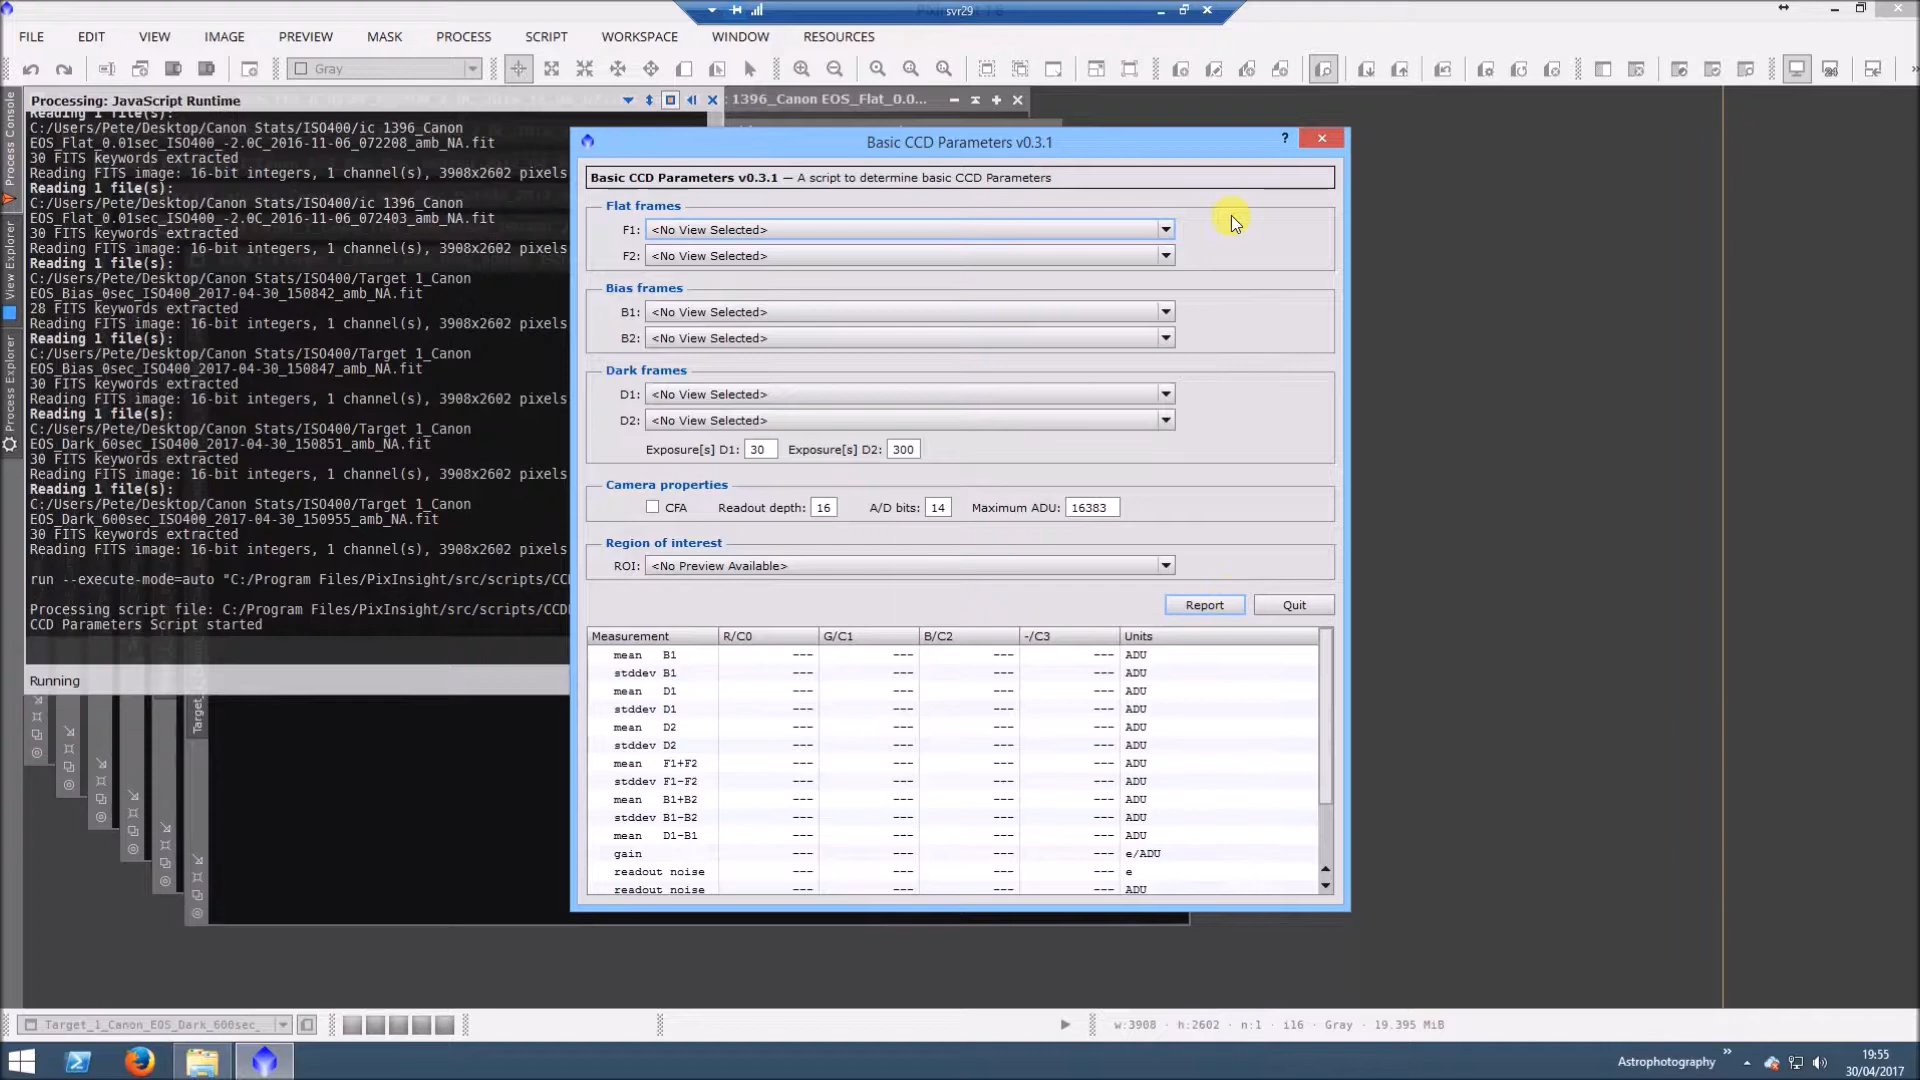 svr29
FILE EDIT VIEW IMAGE PREVIEW MASK PROCESS SCRIPT WORKSPACE WINDOW RESOURCES
Gray
Processing: JavaScript Runtime
Reading 1 file(s):
C:/Users/Pete/Desktop/Canon Stats/ISO400/ic 1396_Canon
EOS_Flat_0.01sec_ISO400_-2.0C_2016-11-06_072208_amb_NA.fit
30 FITS keywords extracted
Reading FITS image: 16-bit integers, 1 channel(s), 3908x2602 pixels
Reading 1 file(s):
C:/Users/Pete/Desktop/Canon Stats/ISO400/ic 1396_Canon
EOS_Flat_0.01sec_ISO400_-2.0C_2016-11-06_072403_amb_NA.fit
30 FITS keywords extracted
Reading FITS image: 16-bit integers, 1 channel(s), 3908x2602 pixels
Reading 1 file(s):
C:/Users/Pete/Desktop/Canon Stats/ISO400/Target 1_Canon
EOS_Bias_0sec_ISO400_2017-04-30_150842_amb_NA.fit
28 FITS keywords extracted
Reading FITS image: 16-bit integers, 1 channel(s), 3908x2602 pixels
Reading 1 file(s):
C:/Users/Pete/Desktop/Canon Stats/ISO400/Target 1_Canon
EOS_Bias_0sec_ISO400_2017-04-30_150847_amb_NA.fit
30 FITS keywords extracted
Reading FITS image: 16-bit integers, 1 channel(s), 3908x2602 pixels
Reading 1 file(s):
C:/Users/Pete/Desktop/Canon Stats/ISO400/Target 1_Canon
EOS_Dark_60sec_ISO400_2017-04-30_150851_amb_NA.fit
30 FITS keywords extracted
Reading FITS image: 16-bit integers, 1 channel(s), 3908x2602 pixels
Reading 1 file(s):
C:/Users/Pete/Desktop/Canon Stats/ISO400/Target 1_Canon
EOS_Dark_600sec_ISO400_2017-04-30_150955_amb_NA.fit
30 FITS keywords extracted
Reading FITS image: 16-bit integers, 1 channel(s), 3908x2602 pixels
run --execute-mode=auto "C:/Program Files/PixInsight/src/scripts/CCD
Processing script file: C:/Program Files/PixInsight/src/scripts/CCD
CCD Parameters Script started
Running
Process Console
View Explorer
Process Explorer
1396_Canon EOS_Flat_0.0...
Basic CCD Parameters v0.3.1
Basic CCD Parameters v0.3.1 — A script to determine basic CCD Parameters
Flat frames
F1: <No View Selected>
F2: <No View Selected>
Bias frames
B1: <No View Selected>
B2: <No View Selected>
Dark frames
D1: <No View Selected>
D2: <No View Selected>
Exposure[s] D1: 30 Exposure[s] D2: 300
Camera properties
CFA Readout depth: 16 A/D bits: 14 Maximum ADU: 16383
Region of interest
ROI: <No Preview Available>
Report Quit
Measurement R/C0 G/C1 B/C2 -/C3 Units
mean B1 --- --- --- --- ADU
stddev B1 --- --- --- --- ADU
mean D1 --- --- --- --- ADU
stddev D1 --- --- --- --- ADU
mean D2 --- --- --- --- ADU
stddev D2 --- --- --- --- ADU
mean F1+F2 --- --- --- --- ADU
stddev F1-F2 --- --- --- --- ADU
mean B1+B2 --- --- --- --- ADU
stddev B1-B2 --- --- --- --- ADU
mean D1-B1 --- --- --- --- ADU
gain --- --- --- --- e/ADU
readout noise --- --- --- --- e
readout noise --- --- --- --- ADU
Target_1_Canon_EOS_Dark_600sec_
w:3908 · h:2602 · n:1 · i16 · Gray · 19.395 MiB
Astrophotography
19:55
30/04/2017